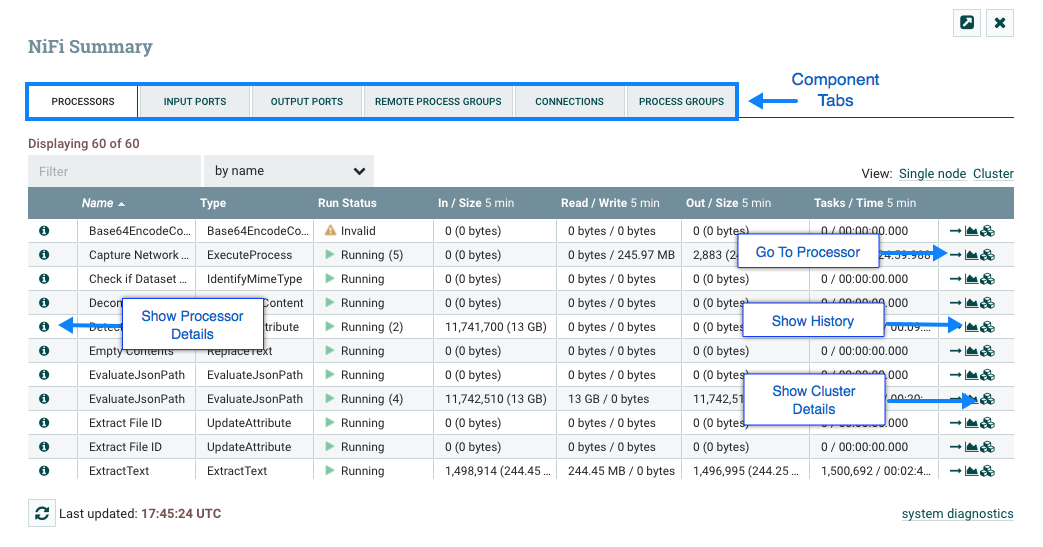 NiFi Summary
Component
Tabs
PROCESSORS INPUT PORTS OUTPUT PORTS REMOTE PROCESS GROUPS CONNECTIONS PROCESS GROUPS
Displaying 60 of 60
Filter by name
View: Single node Cluster
Name Type Run Status In / Size 5 min Read / Write 5 min Out / Size 5 min Tasks / Time 5 min
Base64EncodeCo... Base64EncodeCo... Invalid 0 (0 bytes) 0 bytes / 0 bytes 0 (0 bytes) 0 / 00:00:00.000
Capture Network ... ExecuteProcess Running (5) 0 (0 bytes) 0 bytes / 245.97 MB 2,883 (24
Go To Processor
Check if Dataset ... IdentifyMimeType Running 0 (0 bytes) 0 bytes / 0 bytes 0 (0 bytes) 0 / 00:00:00.000
Content Running 0 (0 bytes) 0 bytes / 0 bytes
Show Processor
Details
11,741,700 (13 GB) 0 bytes / 0 bytes
Running (2)
Show History
Empty Contents ReplaceText Running 0 (0 bytes) 0 bytes / 0 bytes 0 (0 bytes) 0 / 00:00:00.000
EvaluateJsonPath EvaluateJsonPath Running 0 (0 bytes) 0 bytes / 0 bytes
EvaluateJsonPath EvaluateJsonPath Running (4) 11,742,510 (13 GB) 13 GB / 0 bytes 11,742,51
Show Cluster
Details
Extract File ID UpdateAttribute Running 0 (0 bytes) 0 bytes / 0 bytes 0 (0 bytes)
Extract File ID UpdateAttribute Running 0 (0 bytes) 0 bytes / 0 bytes 0 (0 bytes) 0 / 00:00:00.000
ExtractText ExtractText Running 1,498,914 (244.45 ... 244.45 MB / 0 bytes 1,496,995 (244.25 ... 1,500,692 / 00:02:4...
Last updated: 17:45:24 UTC
system diagnostics